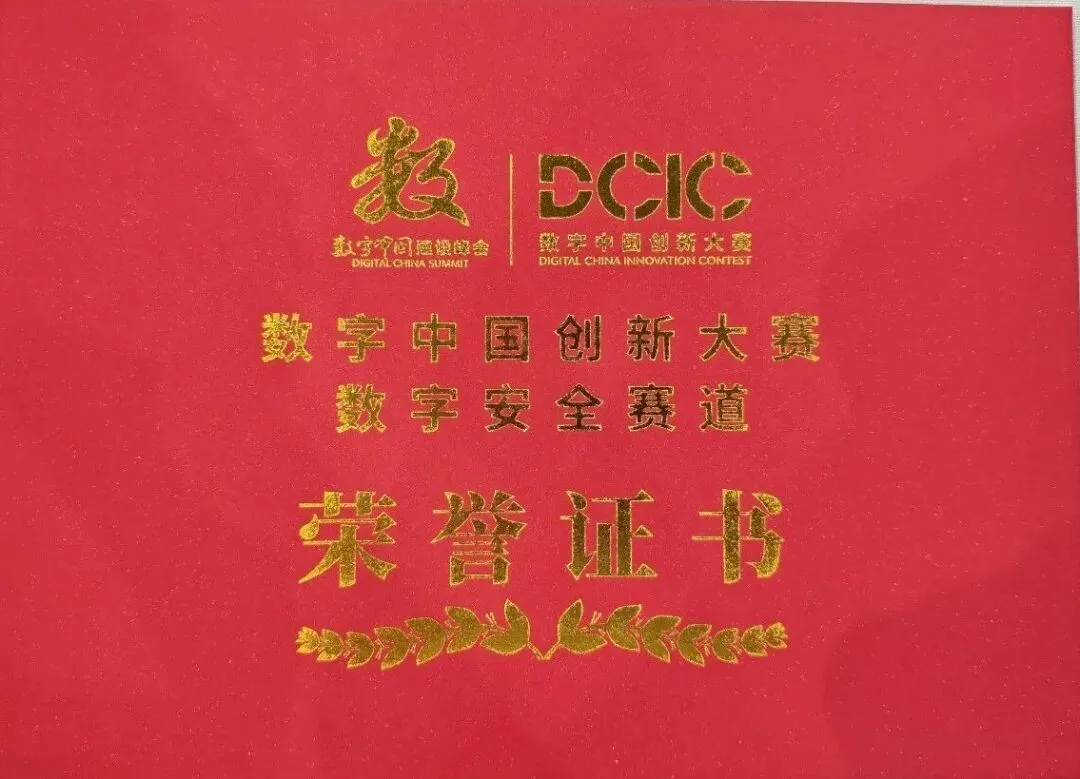 数
数字中国建设峰会
DIGITAL CHINA SUMMIT
DCIC
数字中国创新大赛
DIGITAL CHINA INNOVATION CONTEST
数字中国创新大赛
数字安全赛道
荣誉证书